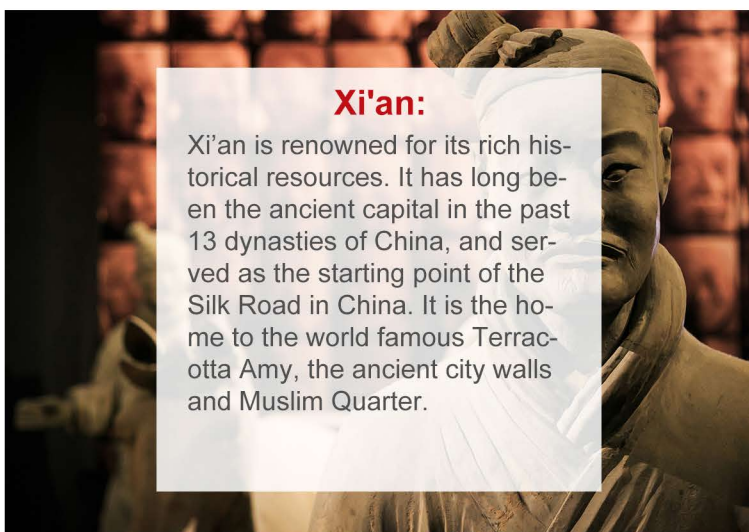 Xi'an:
Xi’an is renowned for its rich his-
torical resources. It has long be-
en the ancient capital in the past
13 dynasties of China, and ser-
ved as the starting point of the
Silk Road in China. It is the ho-
me to the world famous Terrac-
otta Amy, the ancient city walls
and Muslim Quarter.